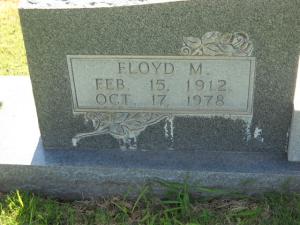 FLOYD M.
FEB. 15, 1912
OCT. 17, 1978